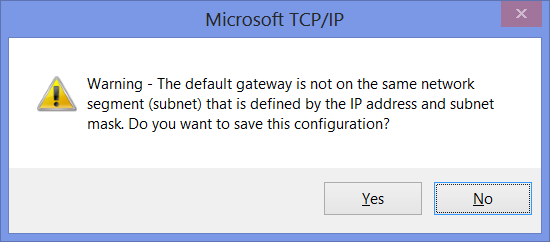 Microsoft TCP/IP
Warning - The default gateway is not on the same network
segment (subnet) that is defined by the IP address and subnet
mask. Do you want to save this configuration?
Yes
No